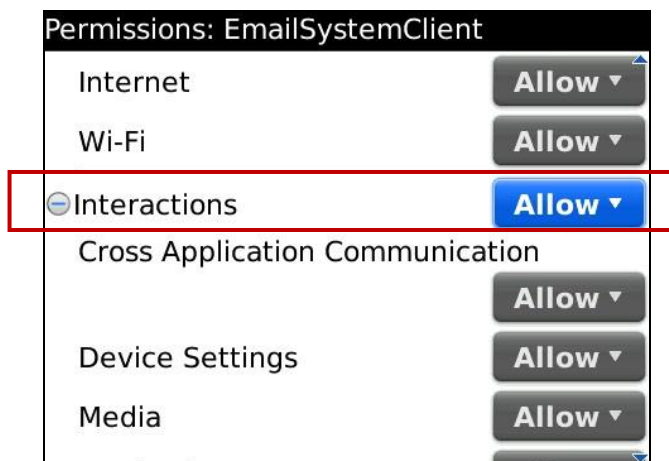 Permissions: EmailSystemClient
Internet Allow
Wi-Fi Allow
Interactions Allow
Cross Application Communication
Allow
Device Settings Allow
Media Allow